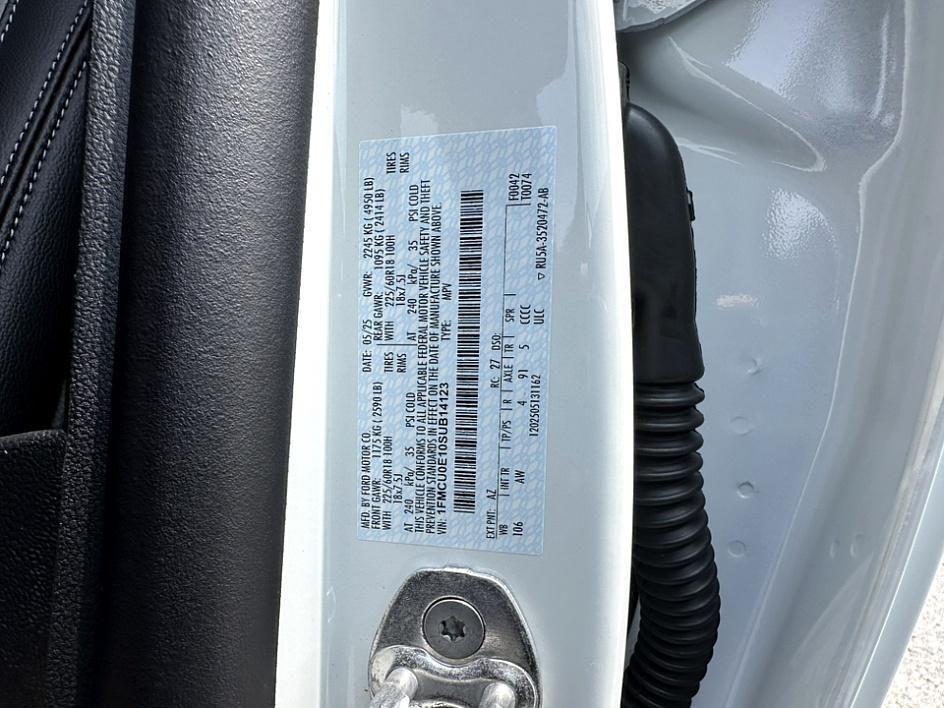 MFD. BY FORD MOTOR CO.
DATE: 05/25 GVWR: 2245 KG ( 4950 LB)
FRONT GAWR: 1175 KG ( 2590 LB) REAR GAWR: 1095 KG ( 2414 LB)
WITH 225/60R18 100H TIRES WITH 225/60R18 100H TIRES
18x7.5J RIMS 18x7.5J RIMS
AT 240 kPa/ 35 PSI COLD AT 240 kPa/ 35 PSI COLD
THIS VEHICLE CONFORMS TO ALL APPLICABLE FEDERAL MOTOR VEHICLE SAFETY AND THEFT
PREVENTION STANDARDS IN EFFECT ON THE DATE OF MANUFACTURE SHOWN ABOVE.
VIN: 1FMCU0E10SUB14123 TYPE: MPV
F0042
T0074
EXT PNT: AZ RC: 27 DSO:
WB INT TR TP/PS R AXLE TR SPR
106 AW 4 91 5 CCCC
ULC
1202505131162
▽ RU5A-3520472-AB